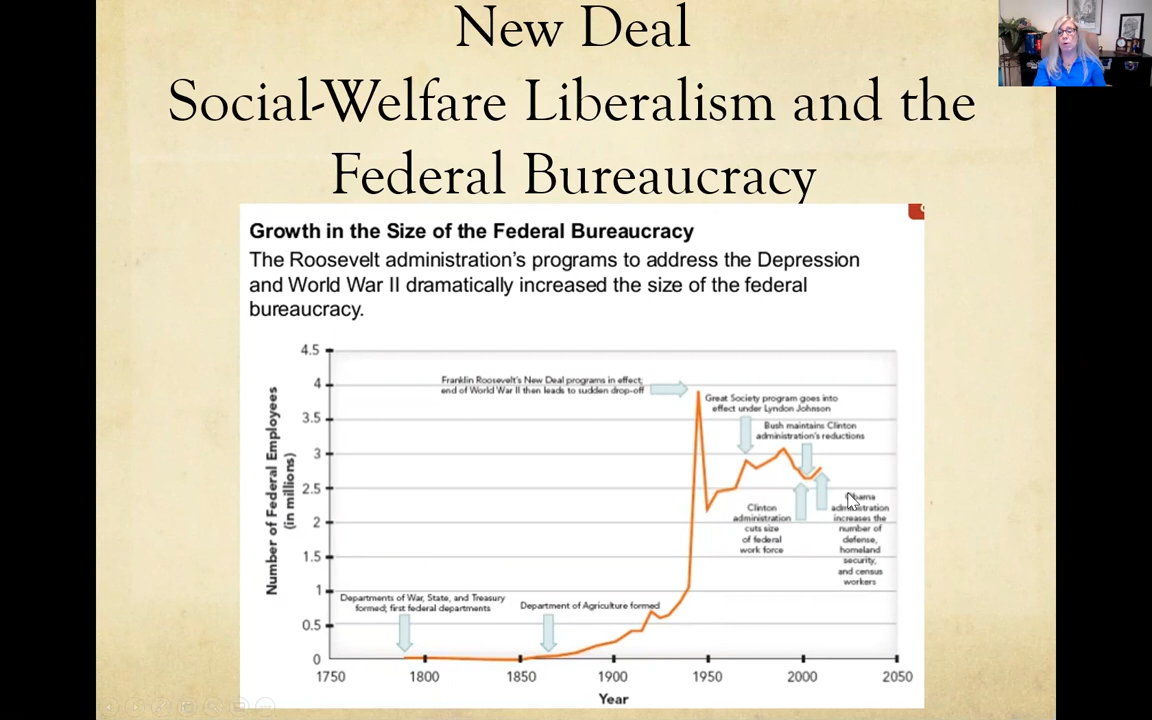 New Deal
Social-Welfare Liberalism and the
Federal Bureaucracy
Growth in the Size of the Federal Bureaucracy
The Roosevelt administration's programs to address the Depression
and World War II dramatically increased the size of the federal
bureaucracy.
Number of Federal Employees
(in millions)
4.5
4
3.5
3
2.5
2
1.5
1
0.5
0
Franklin Roosevelt's New Deal programs in effect;
end of World War II then leads to sudden drop-off
Great Society program goes into
effect under Lyndon Johnson
Bush maintains Clinton
administration's reductions
Clinton
administration
cuts size
of federal
work force
Obama
administration
increases the
number of
defense,
homeland
security,
and census
workers
Departments of War, State, and Treasury
formed; first federal departments
Department of Agriculture formed
1750 1800 1850 1900 1950 2000 2050
Year